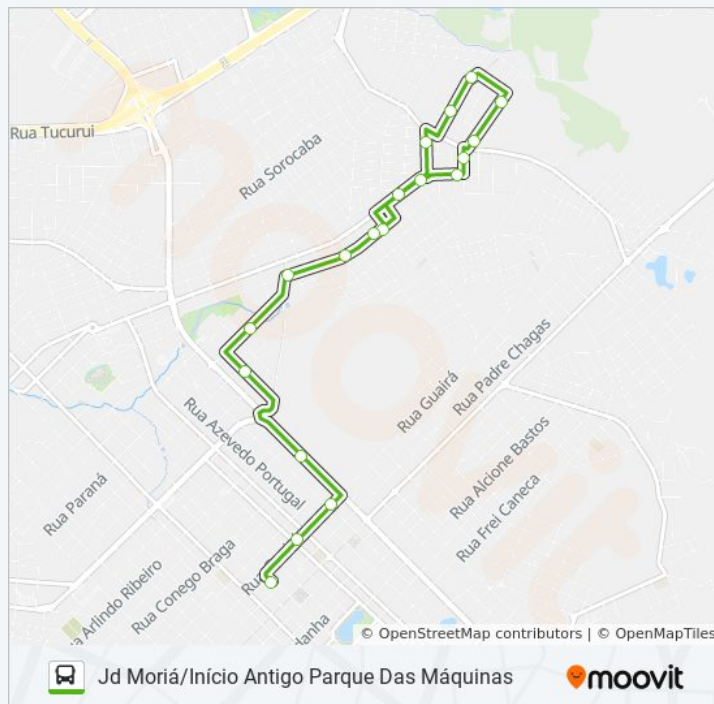 Rua Tucurui
Rua Sorocaba
Rua Padre Chagas
Rua Guairá
Rua Azevedo Portugal
Rua Alcione Bastos
Rua Frei Caneca
Rua Paraná
Rua Conego Braga
Rua
Arlindo Ribeiro
© OpenStreetMap contributors | © OpenMapTiles
Jd Moriá/Início Antigo Parque Das Máquinas
moovit
moovit